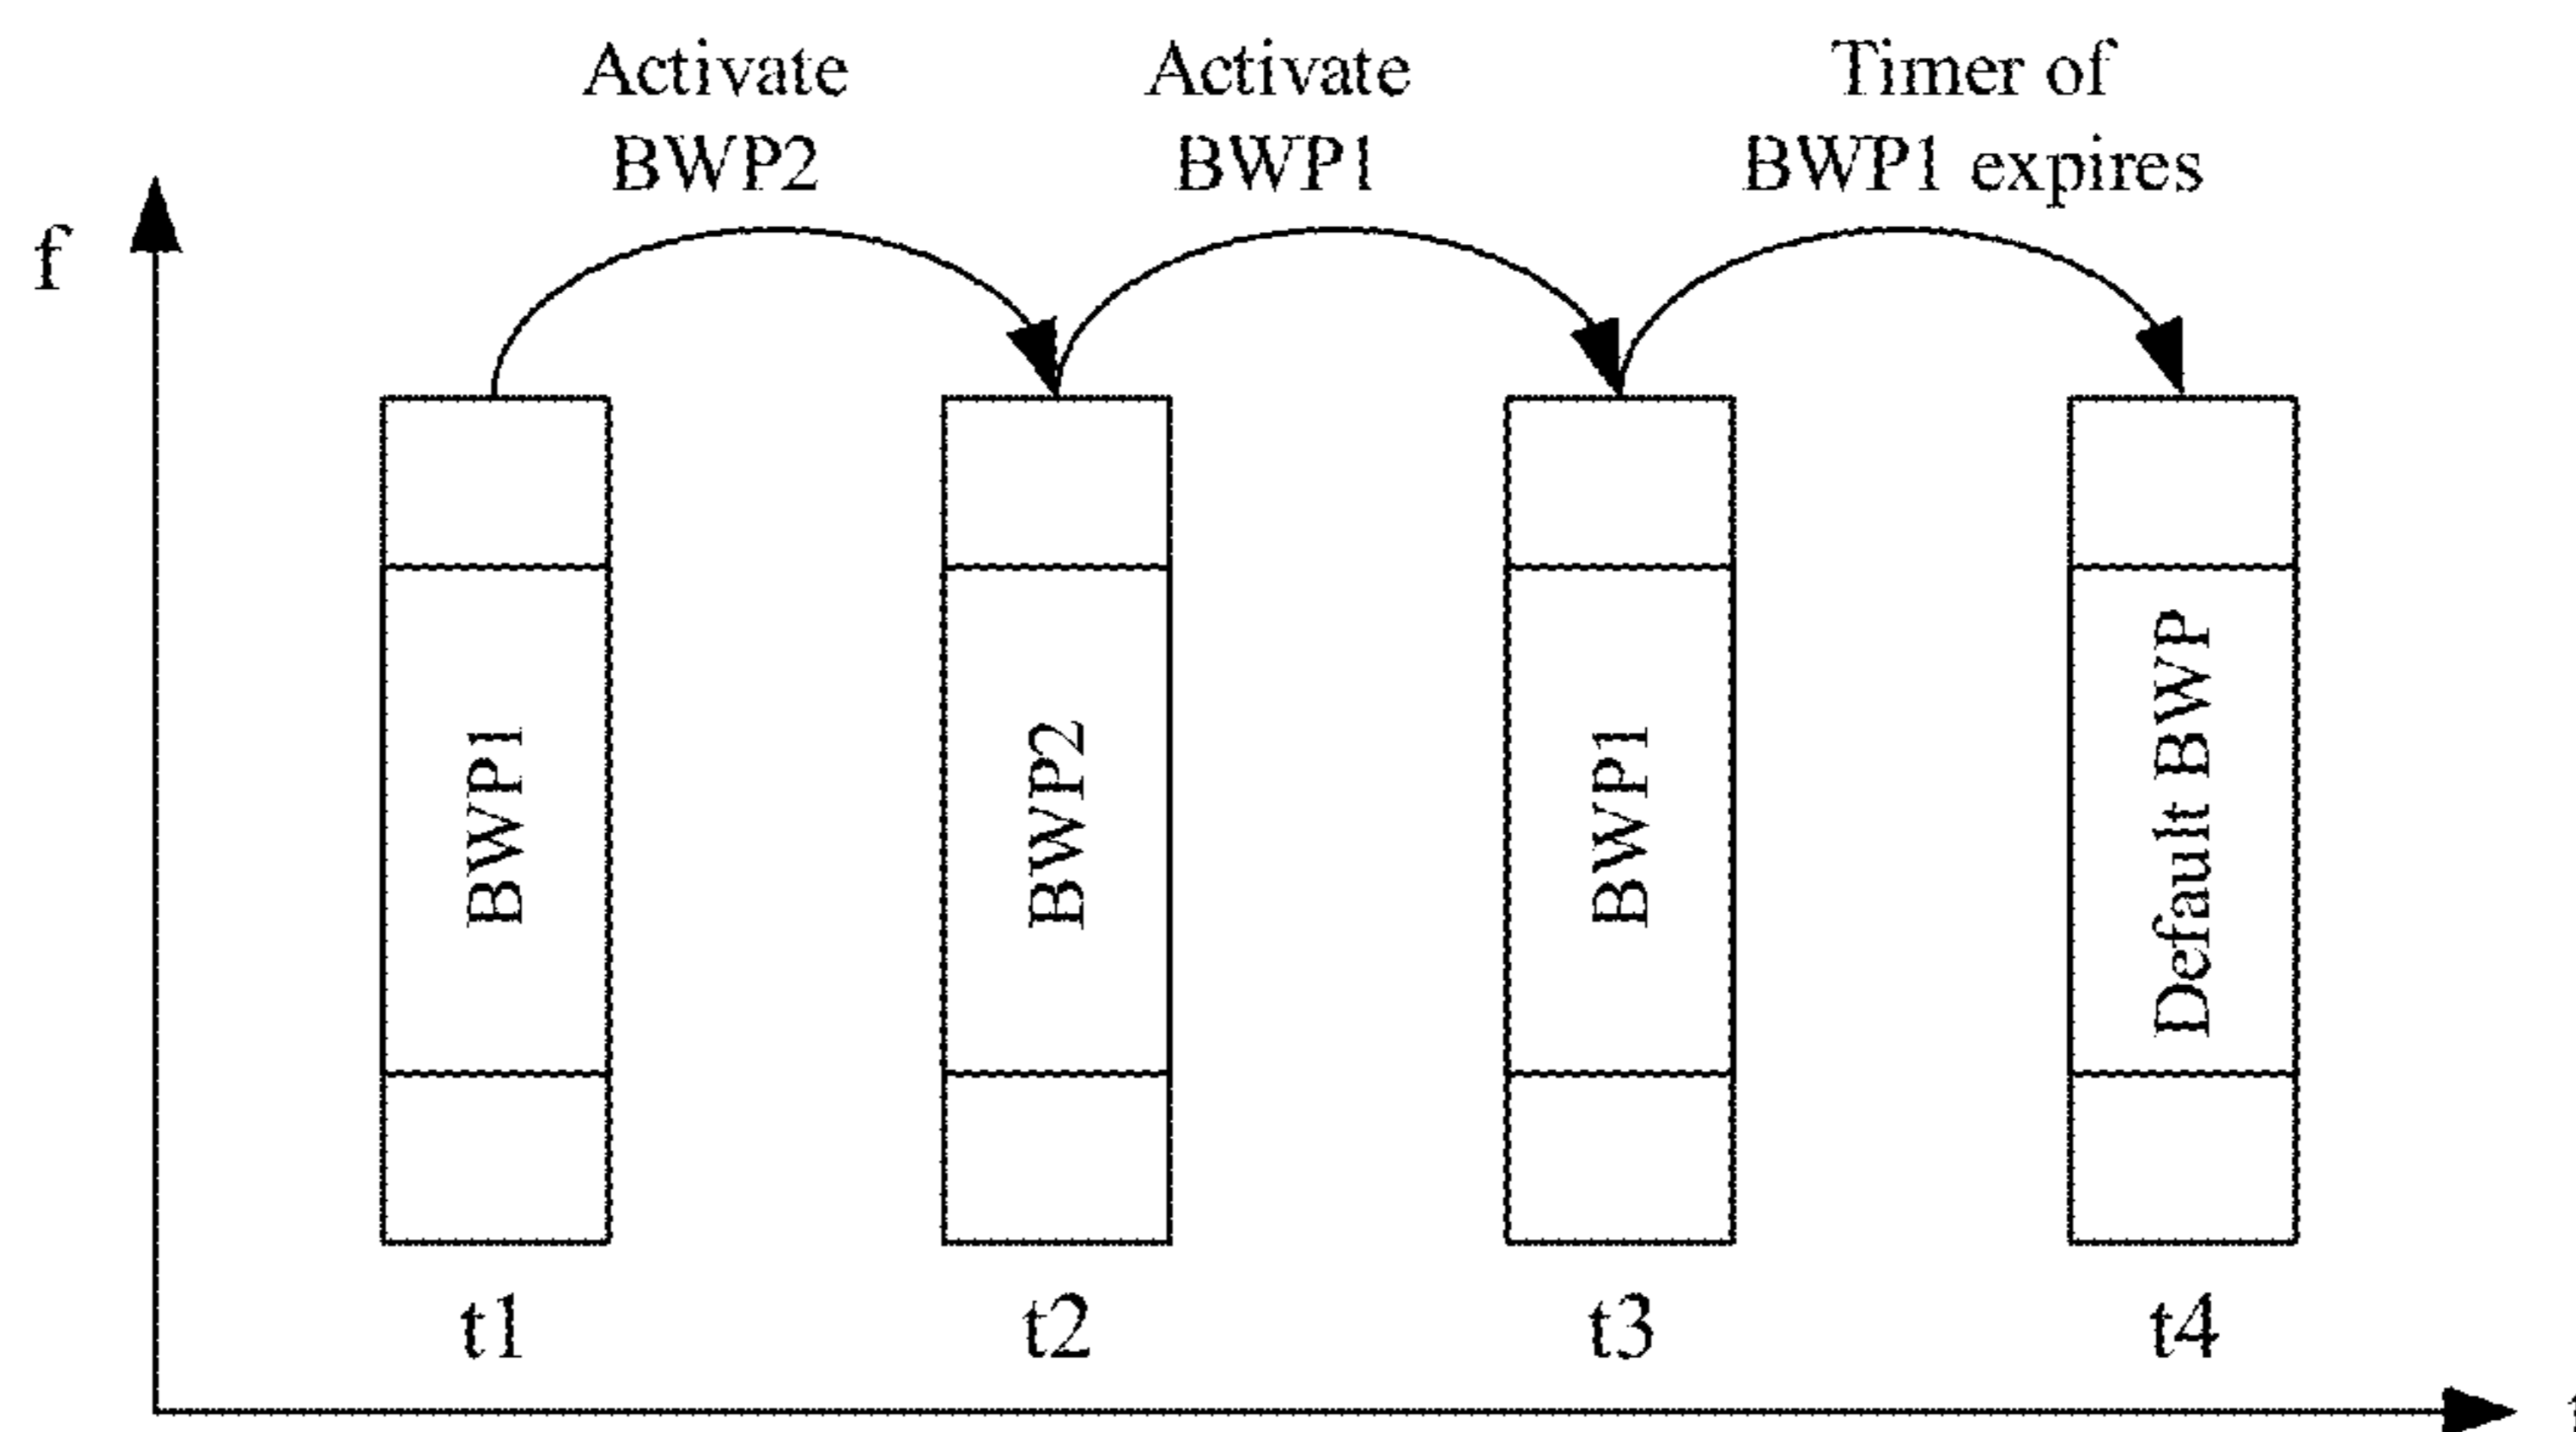 Activate
BWP2
Activate
BWP1
Timer of
BWP1 expires
f
BWP1
BWP2
BWP1
Default BWP
t1
t2
t3
t4